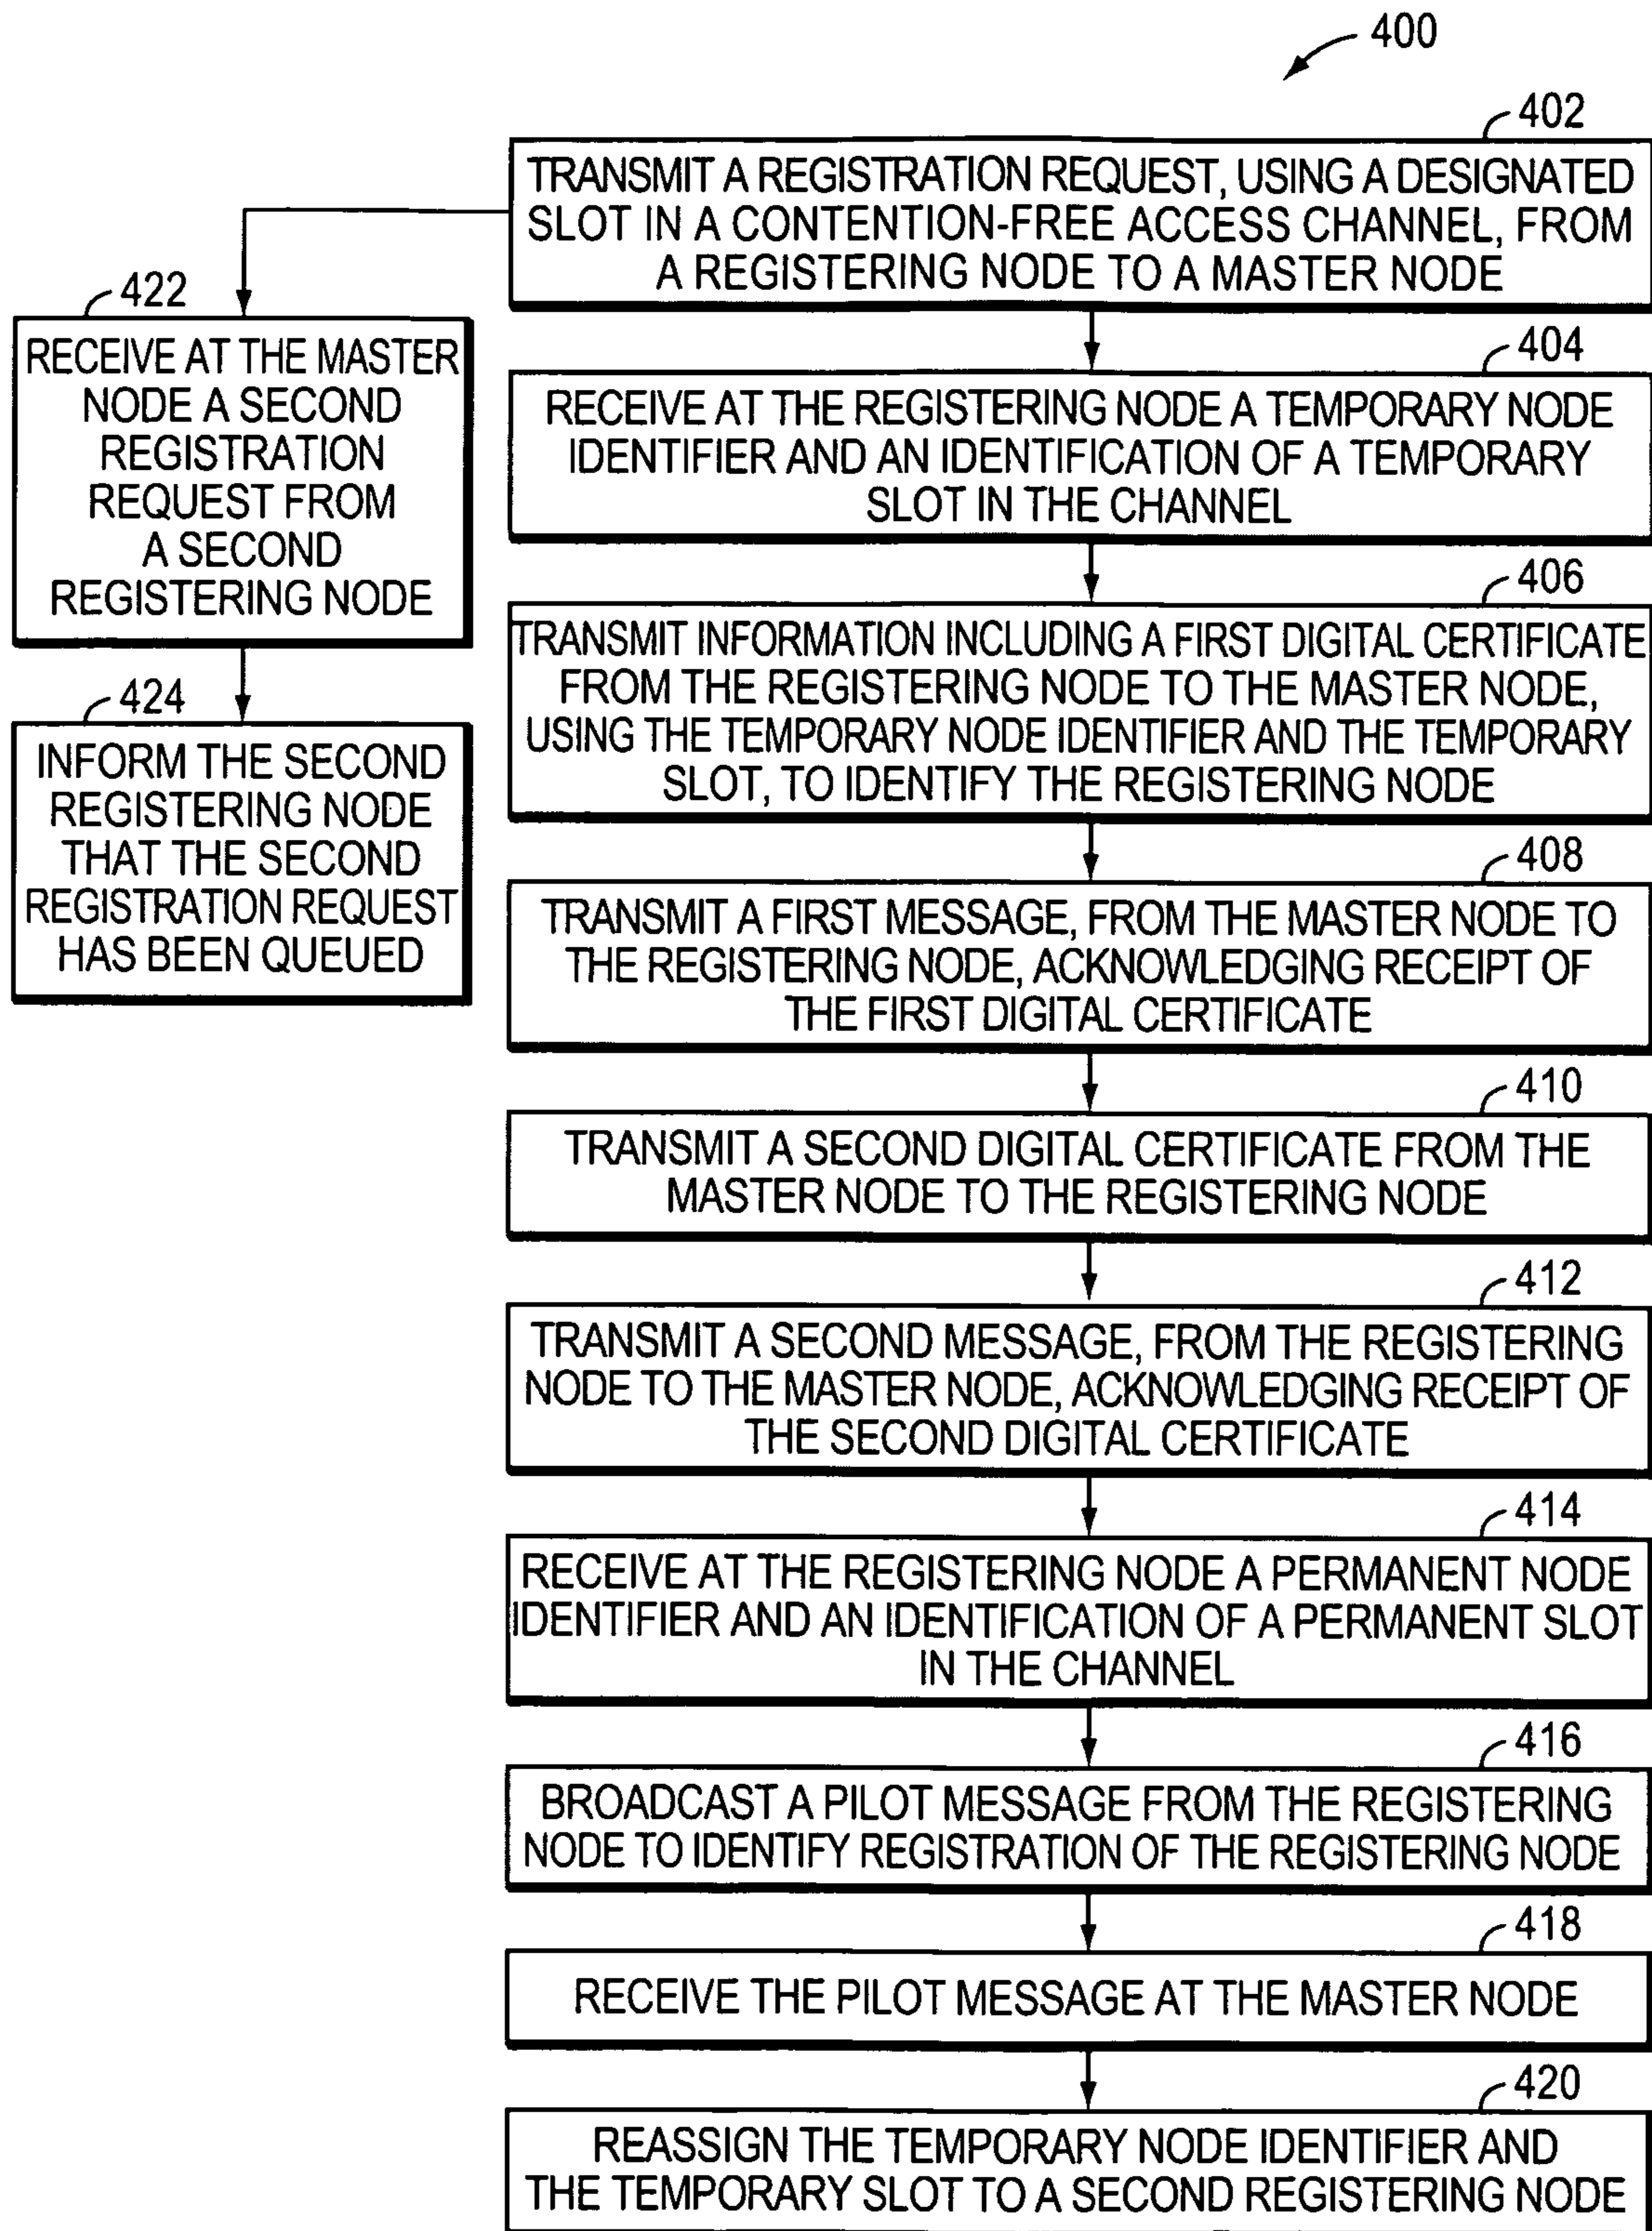 400
402
TRANSMIT A REGISTRATION REQUEST, USING A DESIGNATED
SLOT IN A CONTENTION-FREE ACCESS CHANNEL, FROM
A REGISTERING NODE TO A MASTER NODE
422
RECEIVE AT THE MASTER
NODE A SECOND
REGISTRATION
REQUEST FROM
A SECOND
REGISTERING NODE
424
INFORM THE SECOND
REGISTERING NODE
THAT THE SECOND
REGISTRATION REQUEST
HAS BEEN QUEUED
404
RECEIVE AT THE REGISTERING NODE A TEMPORARY NODE
IDENTIFIER AND AN IDENTIFICATION OF A TEMPORARY
SLOT IN THE CHANNEL
406
TRANSMIT INFORMATION INCLUDING A FIRST DIGITAL CERTIFICATE
FROM THE REGISTERING NODE TO THE MASTER NODE,
USING THE TEMPORARY NODE IDENTIFIER AND THE TEMPORARY
SLOT, TO IDENTIFY THE REGISTERING NODE
408
TRANSMIT A FIRST MESSAGE, FROM THE MASTER NODE TO
THE REGISTERING NODE, ACKNOWLEDGING RECEIPT OF
THE FIRST DIGITAL CERTIFICATE
410
TRANSMIT A SECOND DIGITAL CERTIFICATE FROM THE
MASTER NODE TO THE REGISTERING NODE
412
TRANSMIT A SECOND MESSAGE, FROM THE REGISTERING
NODE TO THE MASTER NODE, ACKNOWLEDGING RECEIPT OF
THE SECOND DIGITAL CERTIFICATE
414
RECEIVE AT THE REGISTERING NODE A PERMANENT NODE
IDENTIFIER AND AN IDENTIFICATION OF A PERMANENT SLOT
IN THE CHANNEL
416
BROADCAST A PILOT MESSAGE FROM THE REGISTERING
NODE TO IDENTIFY REGISTRATION OF THE REGISTERING NODE
418
RECEIVE THE PILOT MESSAGE AT THE MASTER NODE
420
REASSIGN THE TEMPORARY NODE IDENTIFIER AND
THE TEMPORARY SLOT TO A SECOND REGISTERING NODE